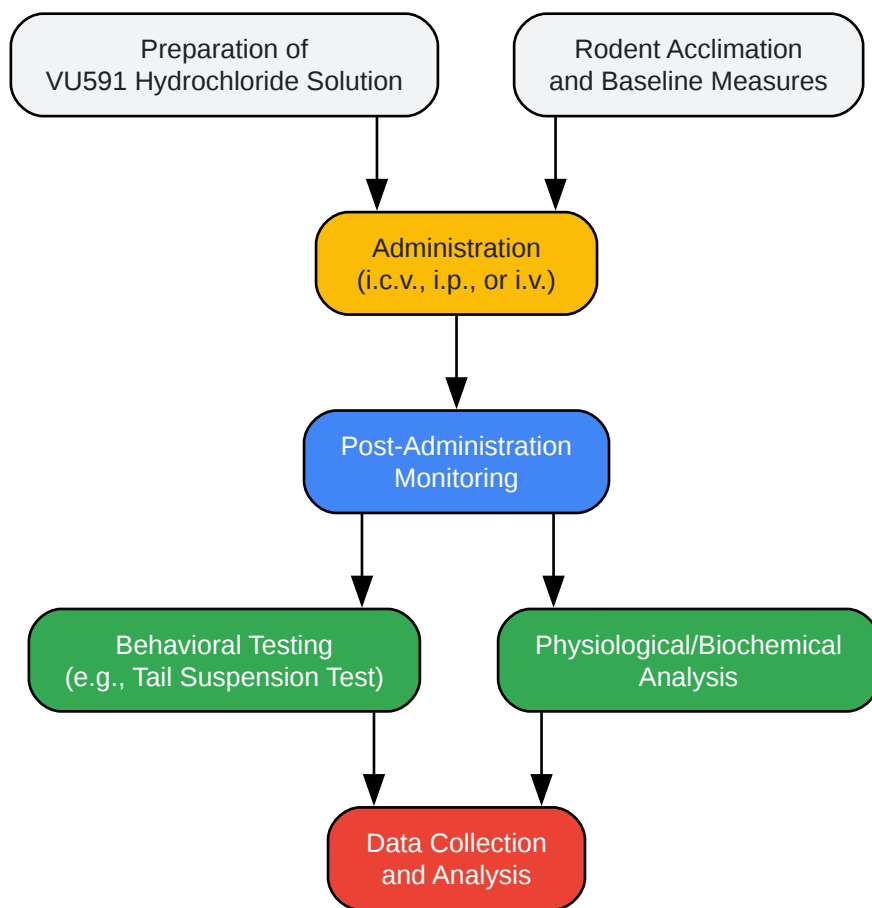 Preparation of
VU591 Hydrochloride Solution
Rodent Acclimation
and Baseline Measures
Administration
(i.c.v., i.p., or i.v.)
Post-Administration
Monitoring
Behavioral Testing
(e.g., Tail Suspension Test)
Physiological/Biochemical
Analysis
Data Collection
and Analysis